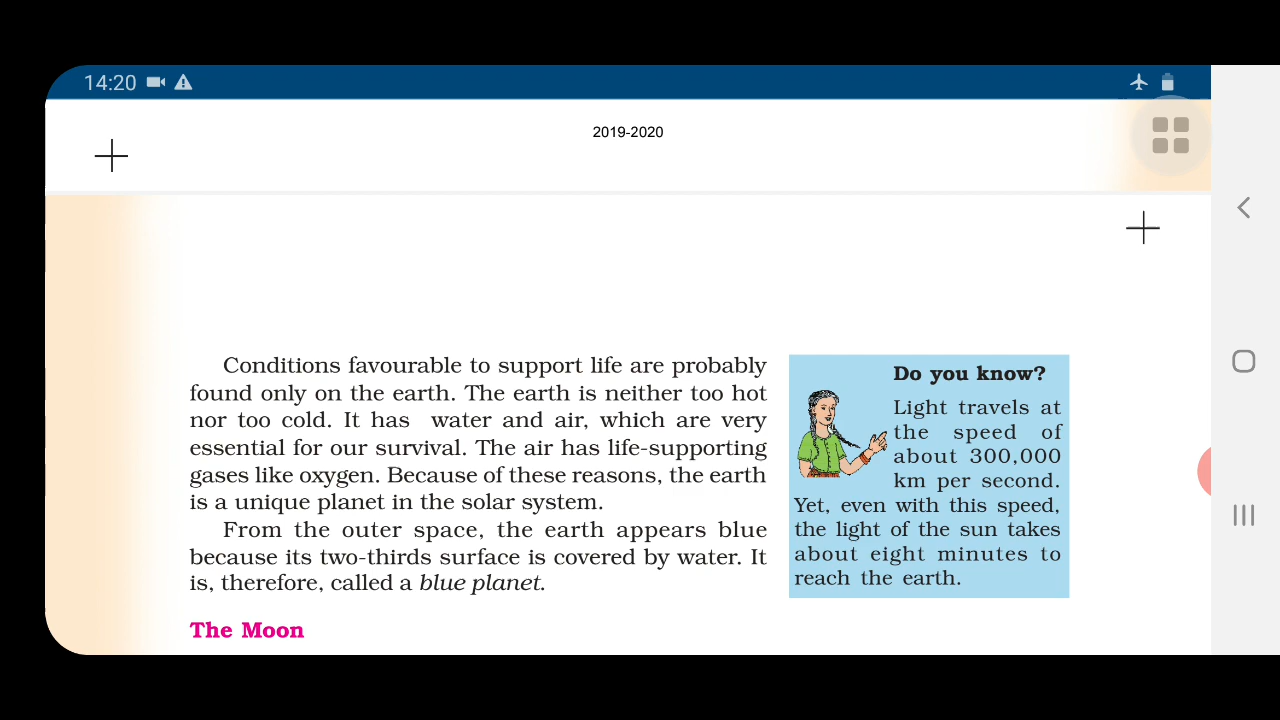 14:20
2019-2020
Conditions favourable to support life are probably
found only on the earth. The earth is neither too hot
nor too cold. It has water and air, which are very
essential for our survival. The air has life-supporting
gases like oxygen. Because of these reasons, the earth
is a unique planet in the solar system.
From the outer space, the earth appears blue
because its two-thirds surface is covered by water. It
is, therefore, called a blue planet.
The Moon
Do you know?
Light travels at
the speed of
about 300,000
km per second.
Yet, even with this speed,
the light of the sun takes
about eight minutes to
reach the earth.